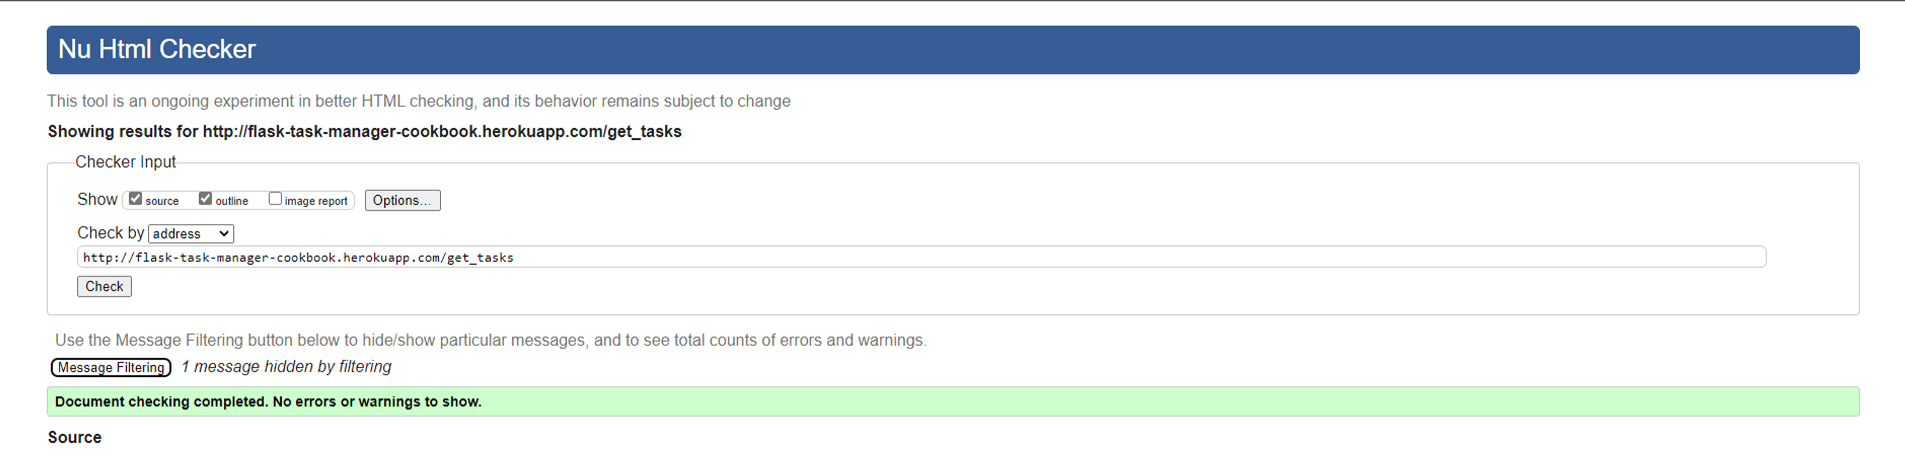 Nu Html Checker
This tool is an ongoing experiment in better HTML checking, and its behavior remains subject to change
Showing results for http://flask-task-manager-cookbook.herokuapp.com/get_tasks
Checker Input
Show source outline image report Options...
Check by address
http://flask-task-manager-cookbook.herokuapp.com/get_tasks
Check
Use the Message Filtering button below to hide/show particular messages, and to see total counts of errors and warnings.
Message Filtering 1 message hidden by filtering
Document checking completed. No errors or warnings to show.
Source